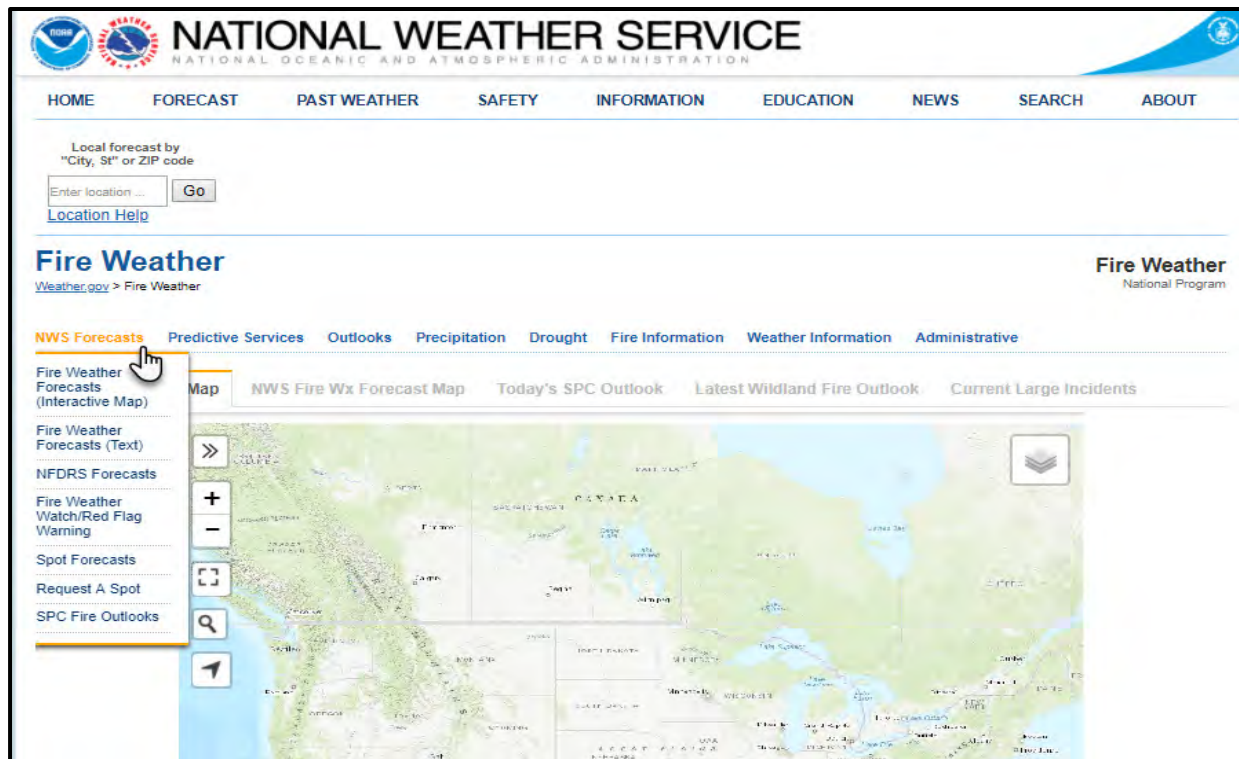 NOAA
NATIONAL WEATHER SERVICE
NATIONAL OCEANIC AND ATMOSPHERIC ADMINISTRATION
HOME FORECAST PAST WEATHER SAFETY INFORMATION EDUCATION NEWS SEARCH ABOUT
Local forecast by
"City, St" or ZIP code
Enter location ... Go
Location Help
Fire Weather
Fire Weather
Weather.gov > Fire Weather
National Program
NWS Forecasts Predictive Services Outlooks Precipitation Drought Fire Information Weather Information Administrative
Map NWS Fire Wx Forecast Map Today's SPC Outlook Latest Wildland Fire Outlook Current Large Incidents
Fire Weather
Forecasts
(Interactive Map)
Fire Weather
Forecasts (Text)
NFDRS Forecasts
Fire Weather
Watch/Red Flag
Warning
Spot Forecasts
Request A Spot
SPC Fire Outlooks
+
−
CANADA